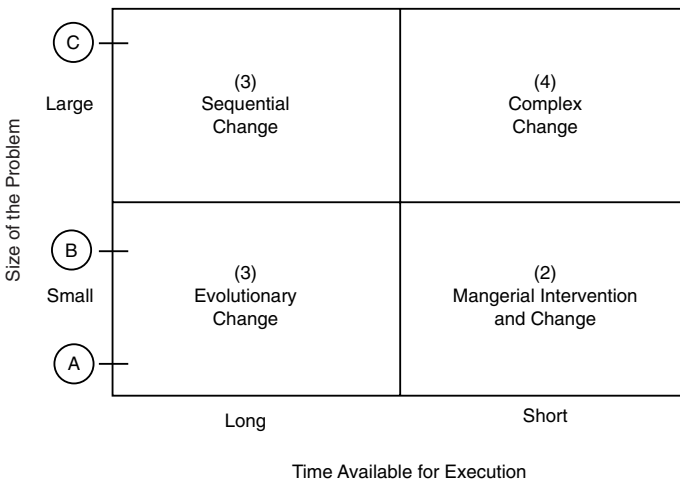 C
(3)
Sequential
Change
(4)
Complex
Change
Large
Size of the Problem
B
(3)
Evolutionary
Change
(2)
Mangerial Intervention
and Change
Small
A
Long
Short
Time Available for Execution